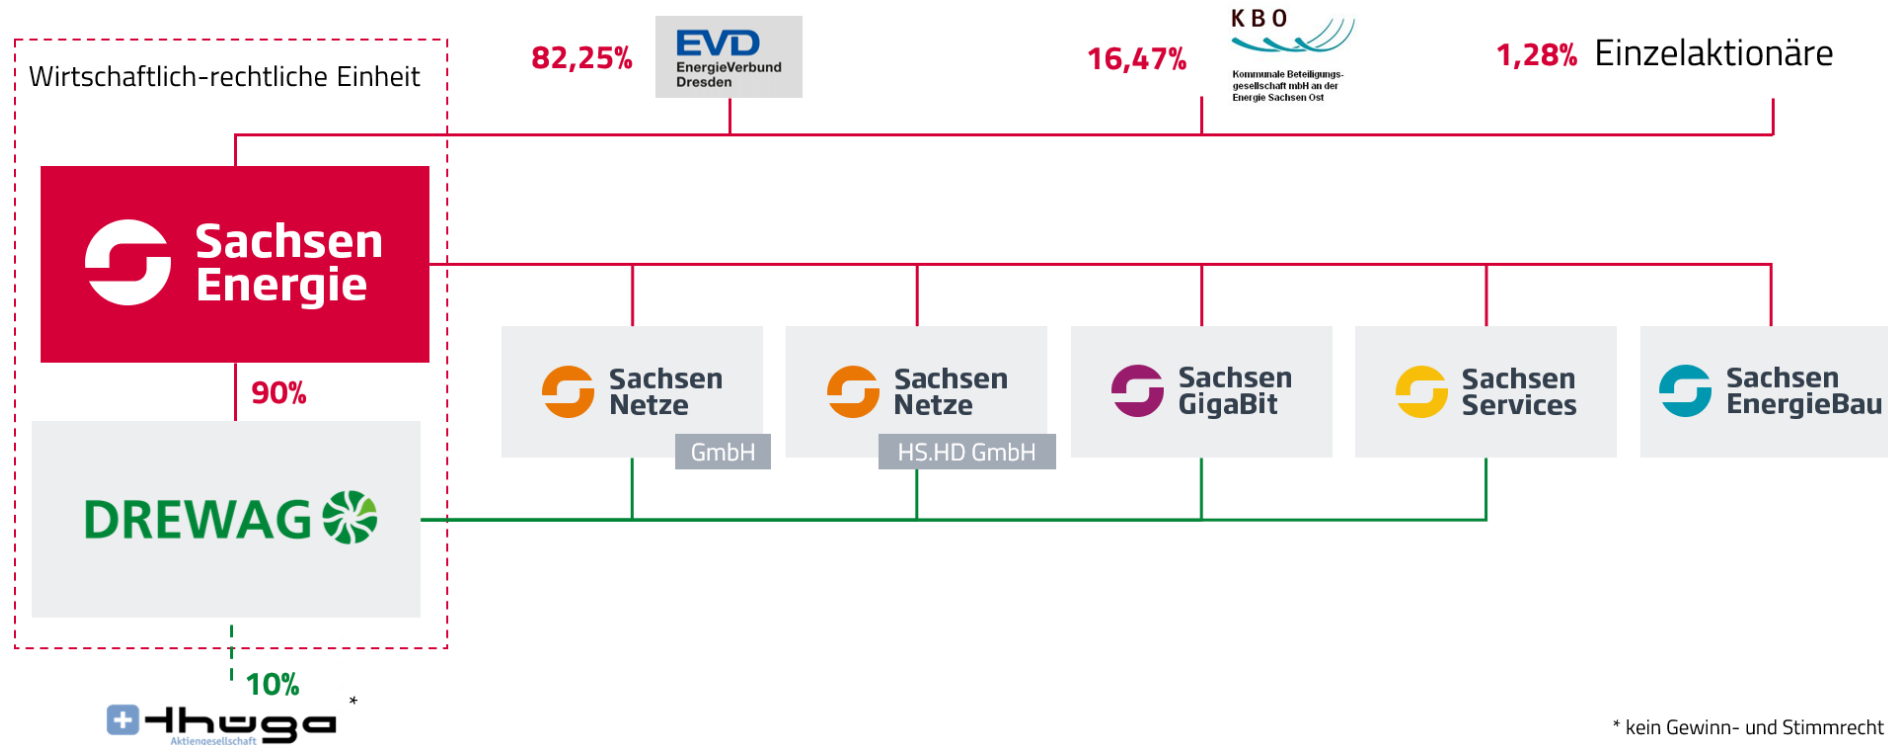 Wirtschaftlich-rechtliche Einheit
82,25%
EVD
EnergieVerbund
Dresden
16,47%
KBO
Kommunale Beteiligungs-
gesellschaft mbH an der
Energie Sachsen Ost
1,28% Einzelaktionäre
Sachsen
Energie
90%
DREWAG
10%
thüga *
Aktiengesellschaft
Sachsen
Netze
GmbH
Sachsen
Netze
HS.HD GmbH
Sachsen
GigaBit
Sachsen
Services
Sachsen
EnergieBau
* kein Gewinn- und Stimmrecht